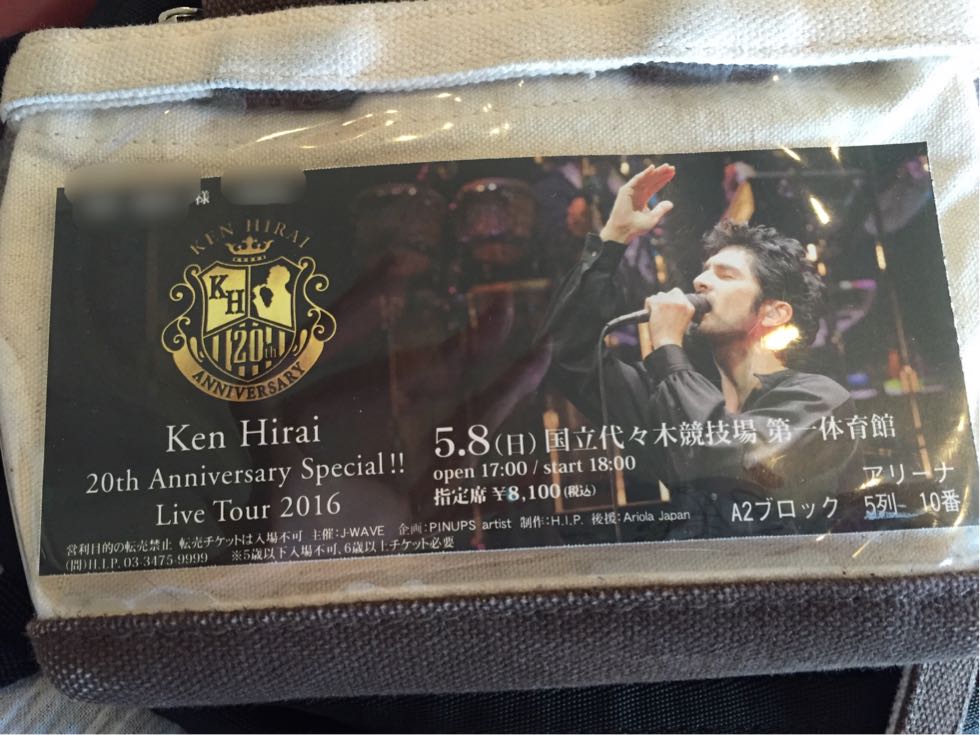 様
KEN HIRAI
KH
20th
ANNIVERSARY
Ken Hirai
20th Anniversary Special!!
Live Tour 2016
5.8(日) 国立代々木競技場 第一体育館
open 17:00 / start 18:00
指定席 ¥8,100(税込)
アリーナ
A2ブロック 5列 10番
営利目的の転売禁止 転売チケットは入場不可 主催:J-WAVE 企画:PINUPS artist 制作:H.I.P. 後援:Ariola Japan
(問)H.I.P. 03-3475-9999 ※5歳以下入場不可、6歳以上チケット必要